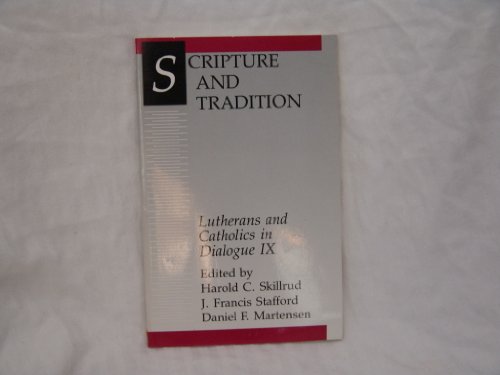 SCRIPTURE
AND
TRADITION
Lutherans and
Catholics in
Dialogue IX
Edited by
Harold C. Skillrud
J. Francis Stafford
Daniel F. Martensen